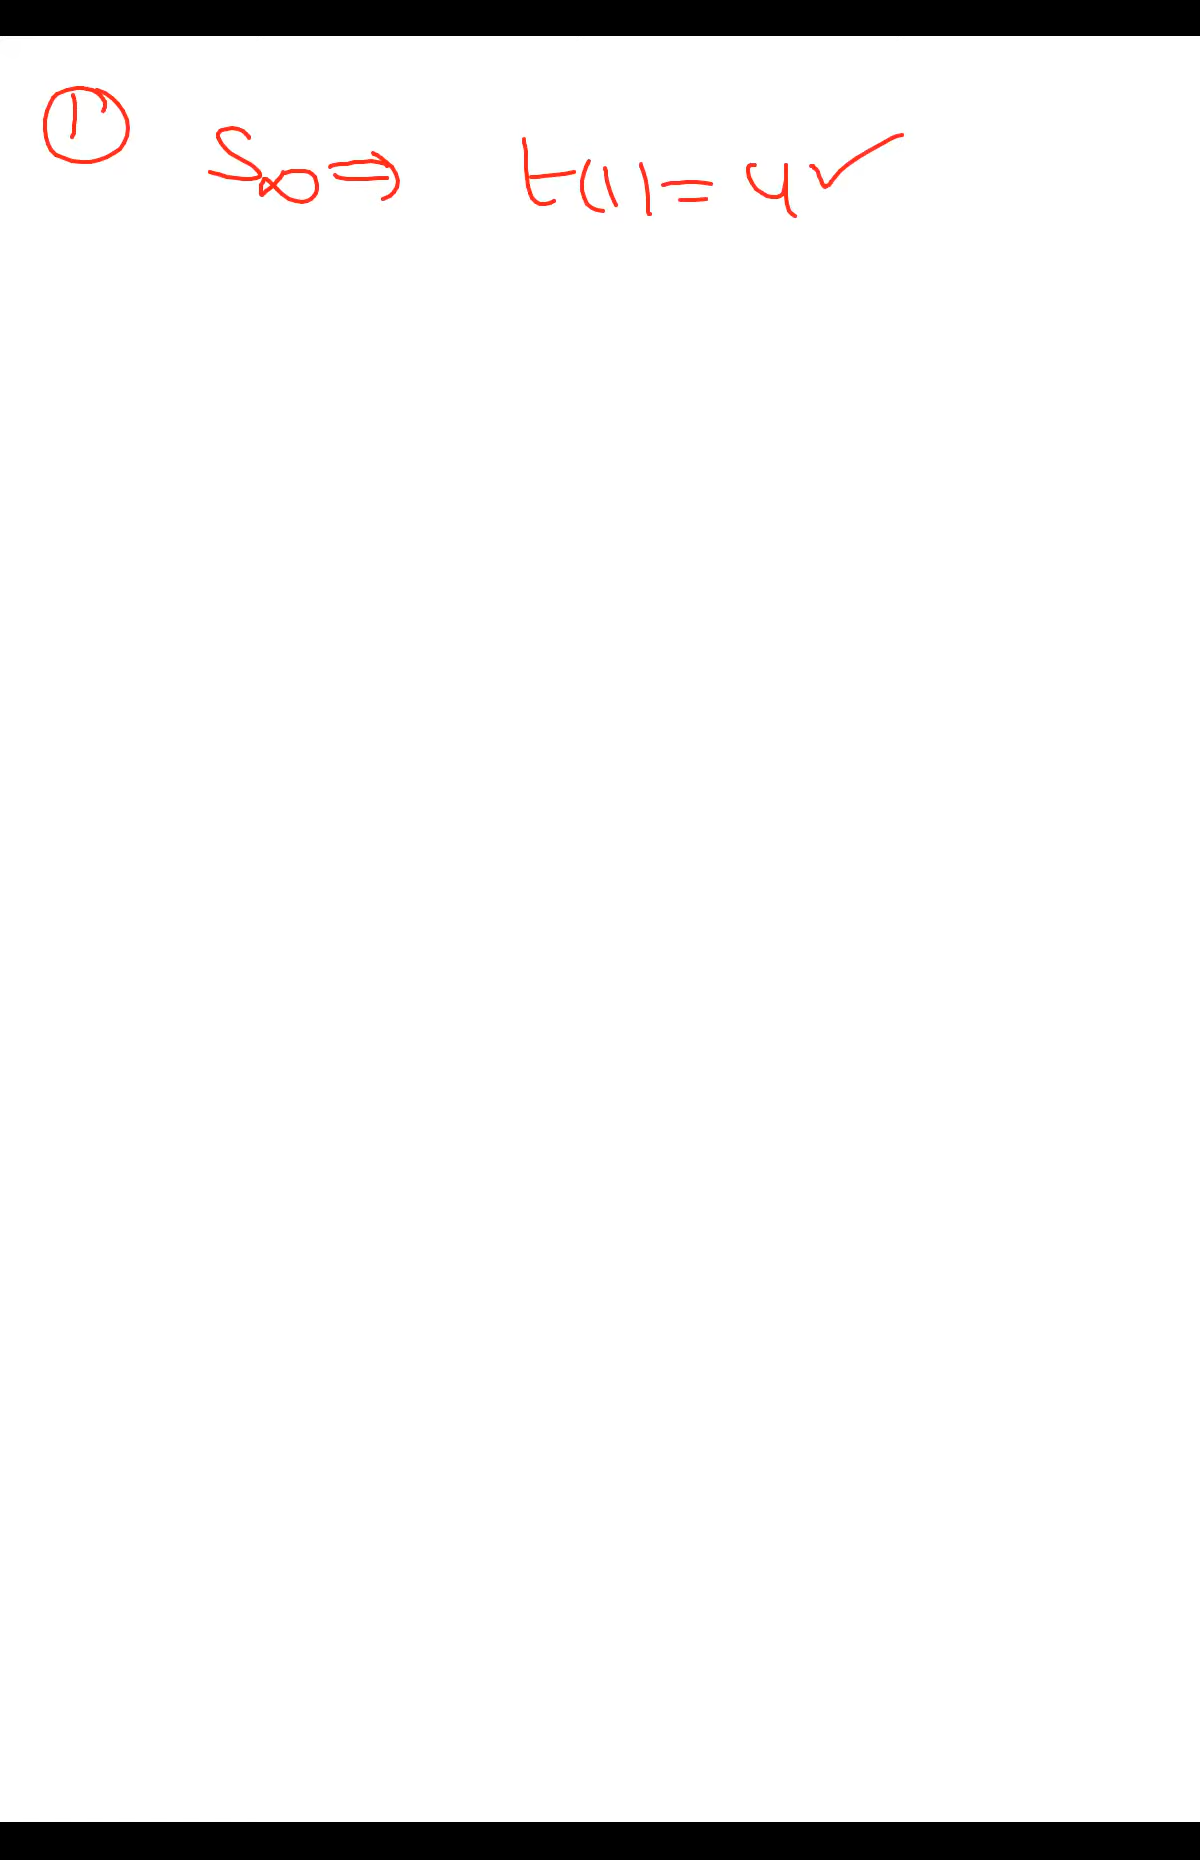 ① S∞ ⇒ t(1) = 4 ✓